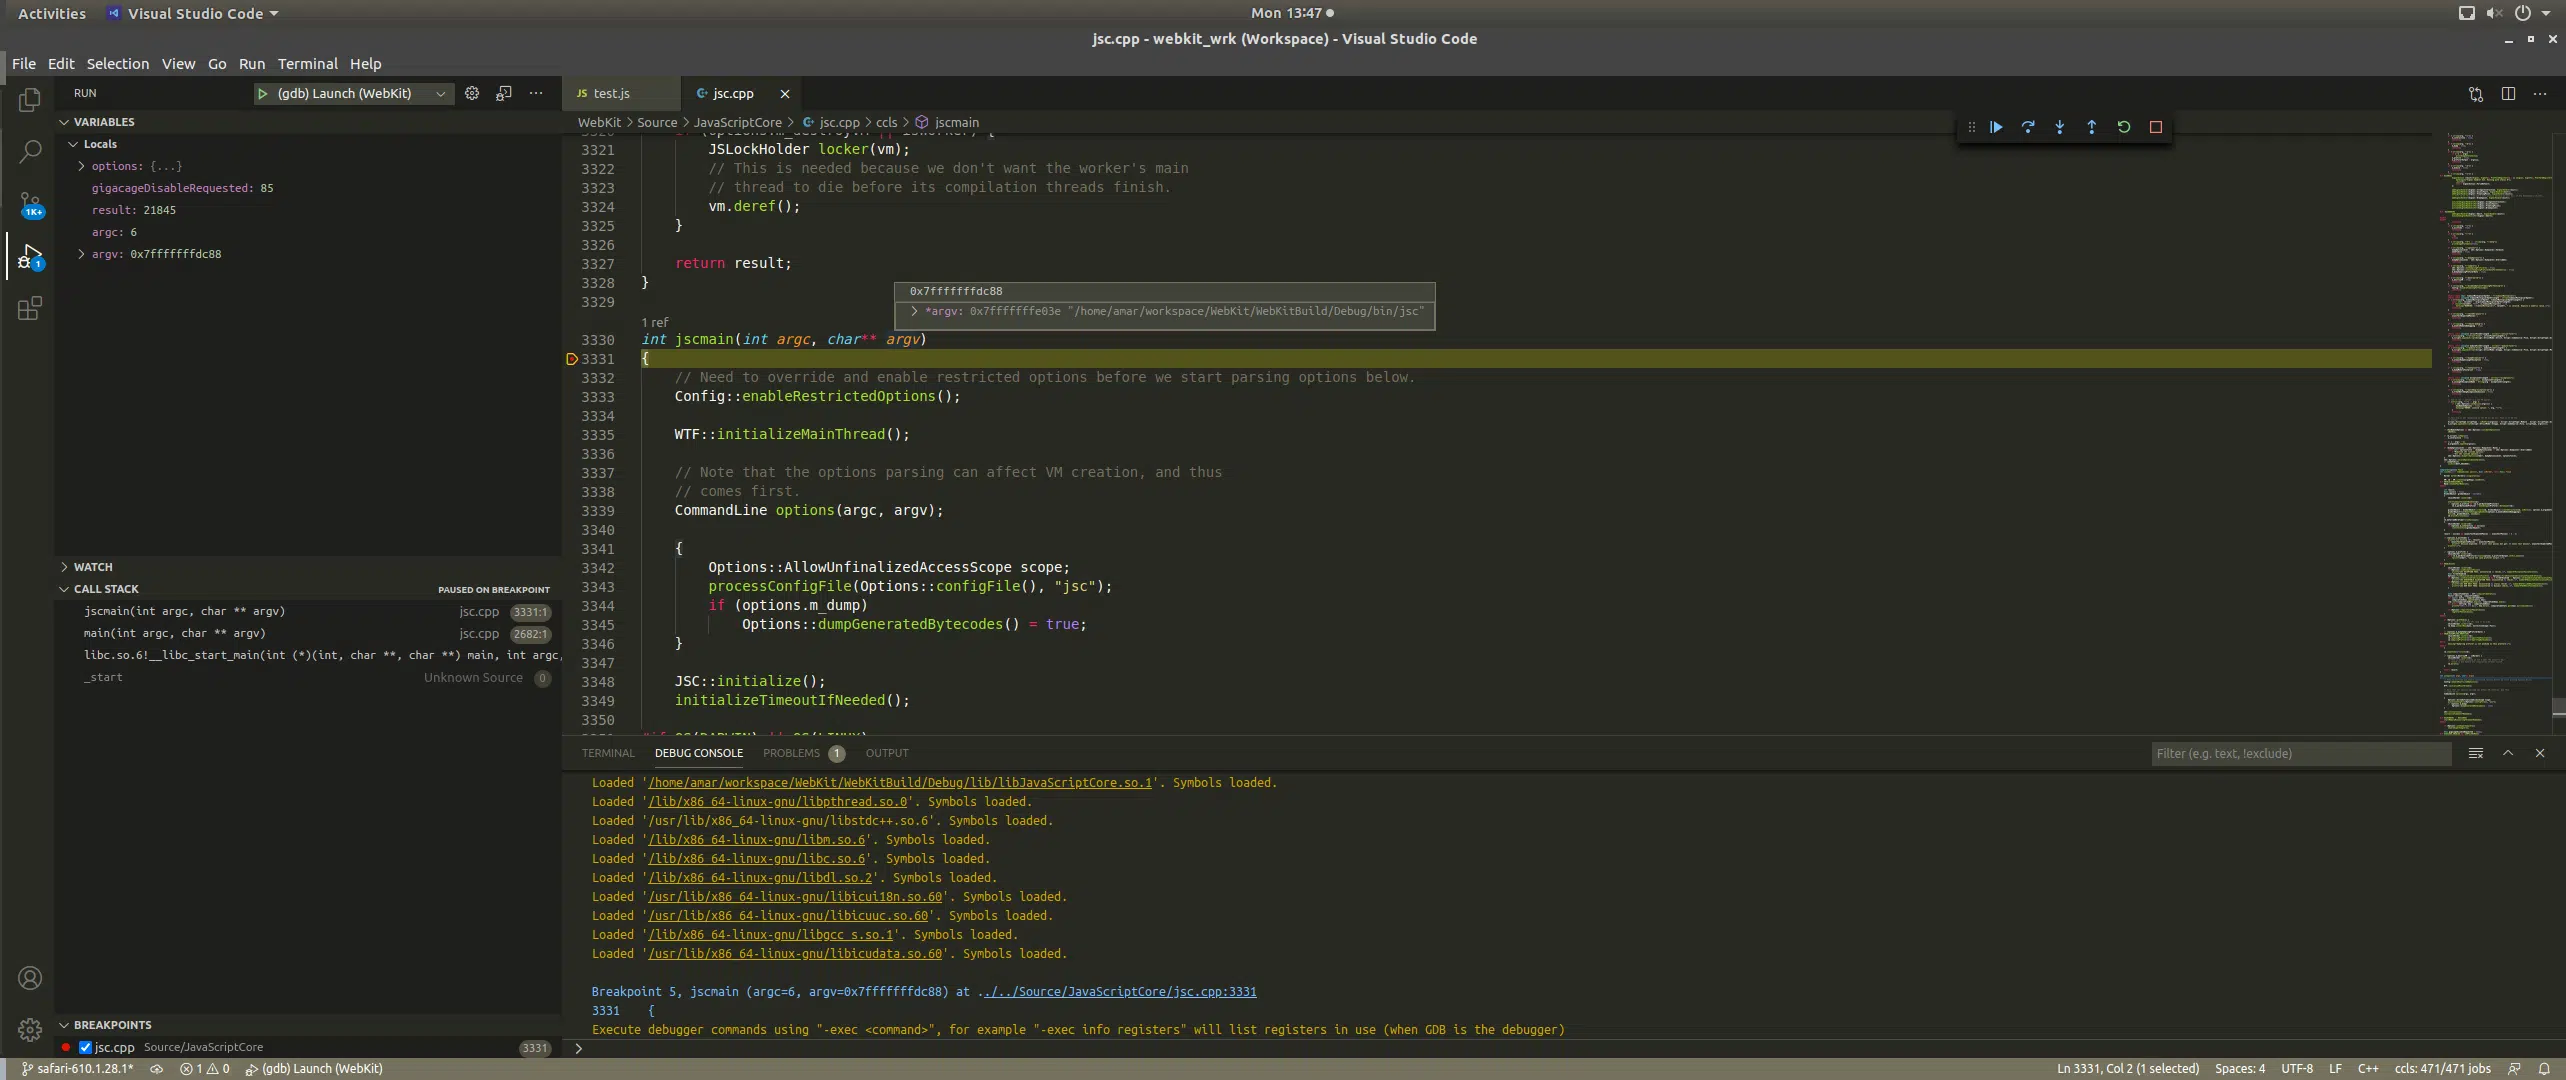 Activities Visual Studio Code Mon 13:47
jsc.cpp - webkit_wrk (Workspace) - Visual Studio Code
File Edit Selection View Go Run Terminal Help
RUN (gdb) Launch (WebKit)
VARIABLES
Locals
options: {...}
gigacageDisableRequested: 85
result: 21845
argc: 6
argv: 0x7fffffffdc88
WATCH
CALL STACK PAUSED ON BREAKPOINT
jscmain(int argc, char ** argv) jsc.cpp 3331:1
main(int argc, char ** argv) jsc.cpp 2682:1
libc.so.6!__libc_start_main(int (*)(int, char **, char **) main, int argc,
_start Unknown Source 0
BREAKPOINTS
jsc.cpp Source/JavaScriptCore 3331
1K+
1
JS test.js jsc.cpp
WebKit > Source > JavaScriptCore > jsc.cpp > ccls > jscmain
3321 JSLockHolder locker(vm);
3322 // This is needed because we don't want the worker's main
3323 // thread to die before its compilation threads finish.
3324 vm.deref();
3325 }
3326
3327 return result;
3328 }
3329
0x7fffffffdc88
*argv: 0x7fffffffe03e "/home/amar/workspace/WebKit/WebKitBuild/Debug/bin/jsc"
1 ref
3330 int jscmain(int argc, char** argv)
3331 {
3332 // Need to override and enable restricted options before we start parsing options below.
3333 Config::enableRestrictedOptions();
3334
3335 WTF::initializeMainThread();
3336
3337 // Note that the options parsing can affect VM creation, and thus
3338 // comes first.
3339 CommandLine options(argc, argv);
3340
3341 {
3342 Options::AllowUnfinalizedAccessScope scope;
3343 processConfigFile(Options::configFile(), "jsc");
3344 if (options.m_dump)
3345 Options::dumpGeneratedBytecodes() = true;
3346 }
3347
3348 JSC::initialize();
3349 initializeTimeoutIfNeeded();
3350
TERMINAL DEBUG CONSOLE PROBLEMS 1 OUTPUT Filter (e.g. text, !exclude)
Loaded '/home/amar/workspace/WebKit/WebKitBuild/Debug/lib/libJavaScriptCore.so.1'. Symbols loaded.
Loaded '/lib/x86_64-linux-gnu/libpthread.so.0'. Symbols loaded.
Loaded '/usr/lib/x86_64-linux-gnu/libstdc++.so.6'. Symbols loaded.
Loaded '/lib/x86_64-linux-gnu/libm.so.6'. Symbols loaded.
Loaded '/lib/x86_64-linux-gnu/libc.so.6'. Symbols loaded.
Loaded '/lib/x86_64-linux-gnu/libdl.so.2'. Symbols loaded.
Loaded '/usr/lib/x86_64-linux-gnu/libicui18n.so.60'. Symbols loaded.
Loaded '/usr/lib/x86_64-linux-gnu/libicuuc.so.60'. Symbols loaded.
Loaded '/lib/x86_64-linux-gnu/libgcc_s.so.1'. Symbols loaded.
Loaded '/usr/lib/x86_64-linux-gnu/libicudata.so.60'. Symbols loaded.
Breakpoint 5, jscmain (argc=6, argv=0x7fffffffdc88) at ../../Source/JavaScriptCore/jsc.cpp:3331
3331 {
Execute debugger commands using "-exec <command>", for example "-exec info registers" will list registers in use (when GDB is the debugger)
>
safari-610.1.28.1* 1 0 (gdb) Launch (WebKit) Ln 3331, Col 2 (1 selected) Spaces: 4 UTF-8 LF C++ ccls: 471/471 jobs